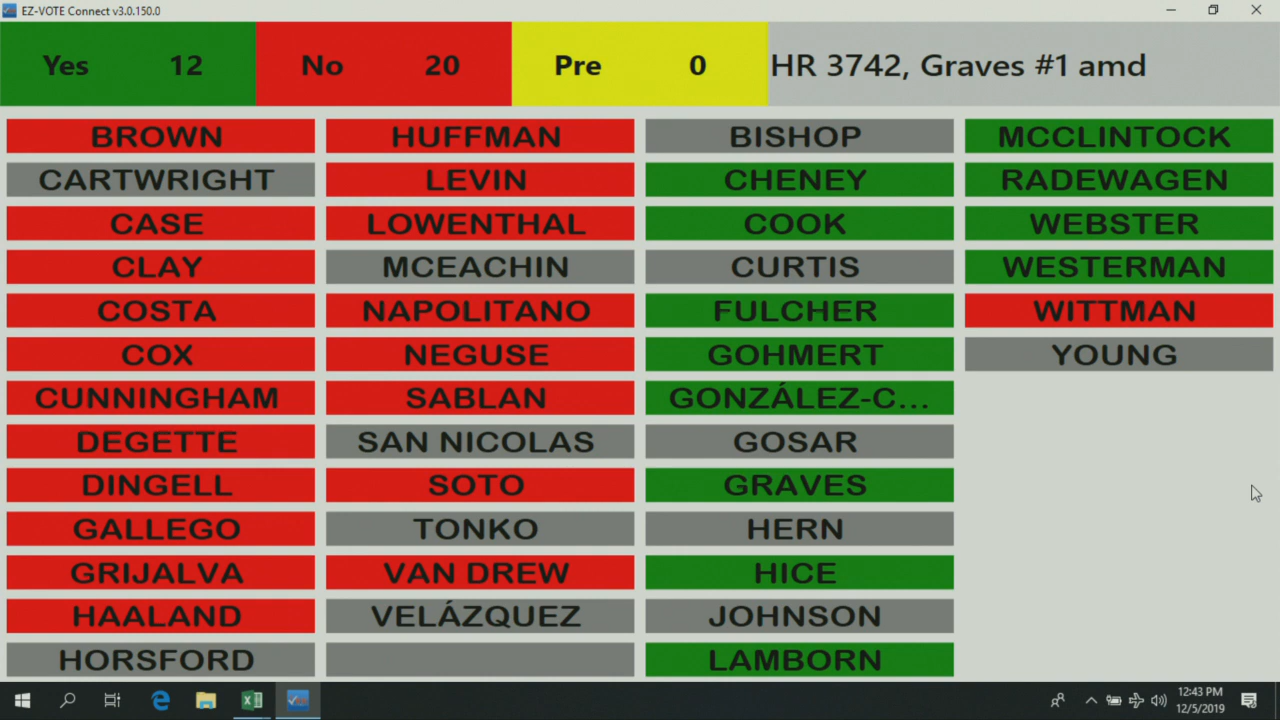 EZ-VOTE Connect v3.0.150.0
Yes 12 No 20 Pre 0 HR 3742, Graves #1 amd
BROWN
CARTWRIGHT
CASE
CLAY
COSTA
COX
CUNNINGHAM
DEGETTE
DINGELL
GALLEGO
GRIJALVA
HAALAND
HORSFORD
HUFFMAN
LEVIN
LOWENTHAL
MCEACHIN
NAPOLITANO
NEGUSE
SABLAN
SAN NICOLAS
SOTO
TONKO
VAN DREW
VELÁZQUEZ
BISHOP
CHENEY
COOK
CURTIS
FULCHER
GOHMERT
GONZÁLEZ-C...
GOSAR
GRAVES
HERN
HICE
JOHNSON
LAMBORN
MCCLINTOCK
RADEWAGEN
WEBSTER
WESTERMAN
WITTMAN
YOUNG
12:43 PM
12/5/2019